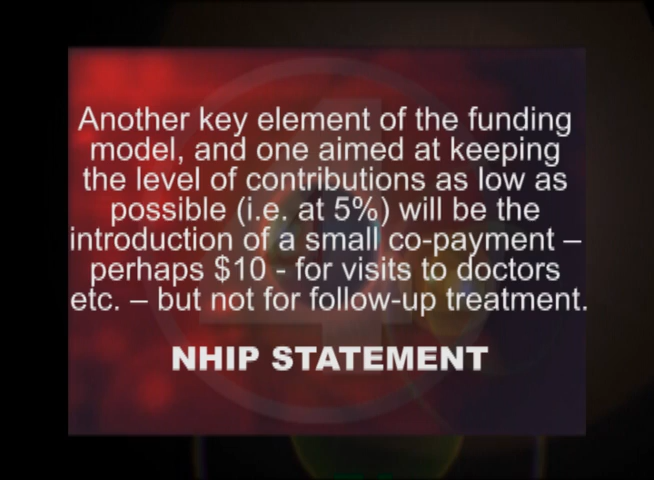 Another key element of the funding
model, and one aimed at keeping
the level of contributions as low as
possible (i.e. at 5%) will be the
introduction of a small co-payment –
perhaps $10 - for visits to doctors
etc. – but not for follow-up treatment.
NHIP STATEMENT